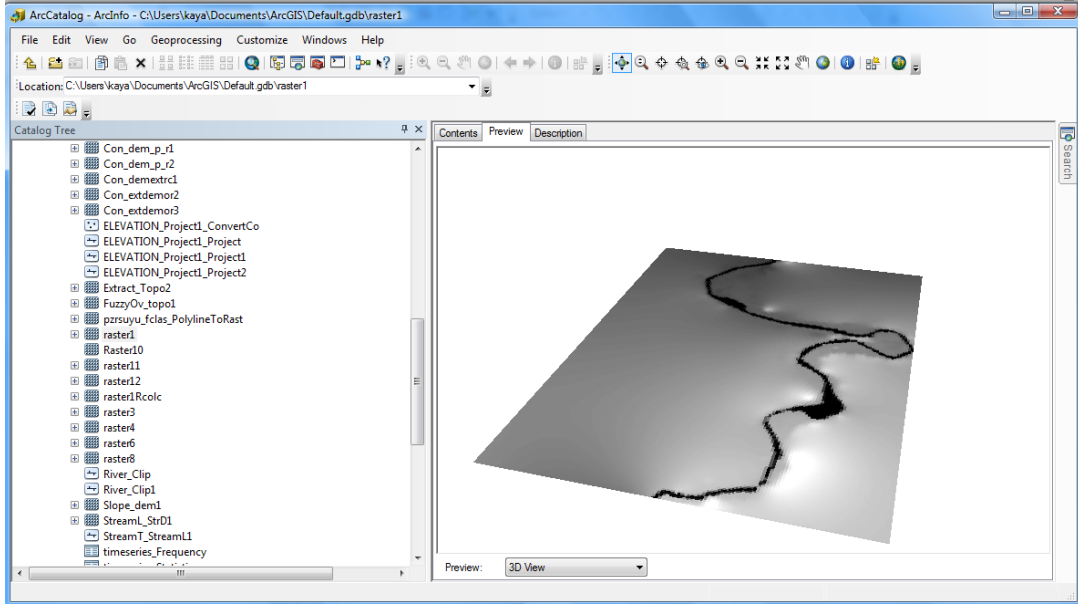 ArcCatalog - ArcInfo - C:\Users\kaya\Documents\ArcGIS\Default.gdb\raster1
File Edit View Go Geoprocessing Customize Windows Help
Location: C:\Users\kaya\Documents\ArcGIS\Default.gdb\raster1
Catalog Tree
Con_dem_p_r1
Con_dem_p_r2
Con_demextrc1
Con_extdemor2
Con_extdemor3
ELEVATION_Project1_ConvertCo
ELEVATION_Project1_Project
ELEVATION_Project1_Project1
ELEVATION_Project1_Project2
Extract_Topo2
FuzzyOv_topo1
pzrsuyu_fclas_PolylineToRast
raster1
Raster10
raster11
raster12
raster1Rcolc
raster3
raster4
raster6
raster8
River_Clip
River_Clip1
Slope_dem1
StreamL_StrD1
StreamT_StreamL1
timeseries_Frequency
Contents Preview Description
Search
Preview: 3D View